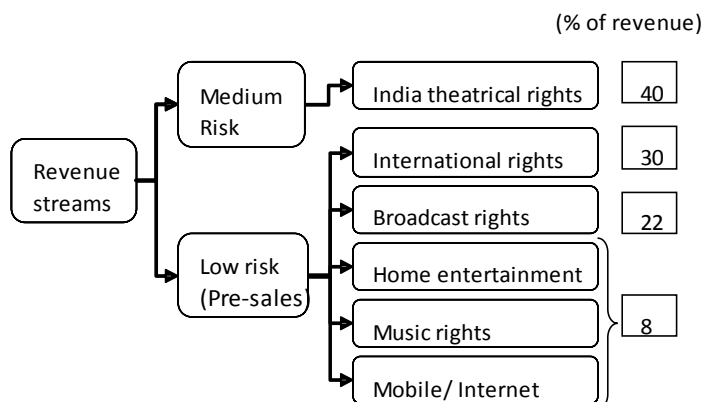 (% of revenue)
Medium
Risk
India theatrical rights
40
Revenue
streams
International rights
30
Broadcast rights
22
Low risk
(Pre-sales)
Home entertainment
Music rights
8
Mobile/ Internet